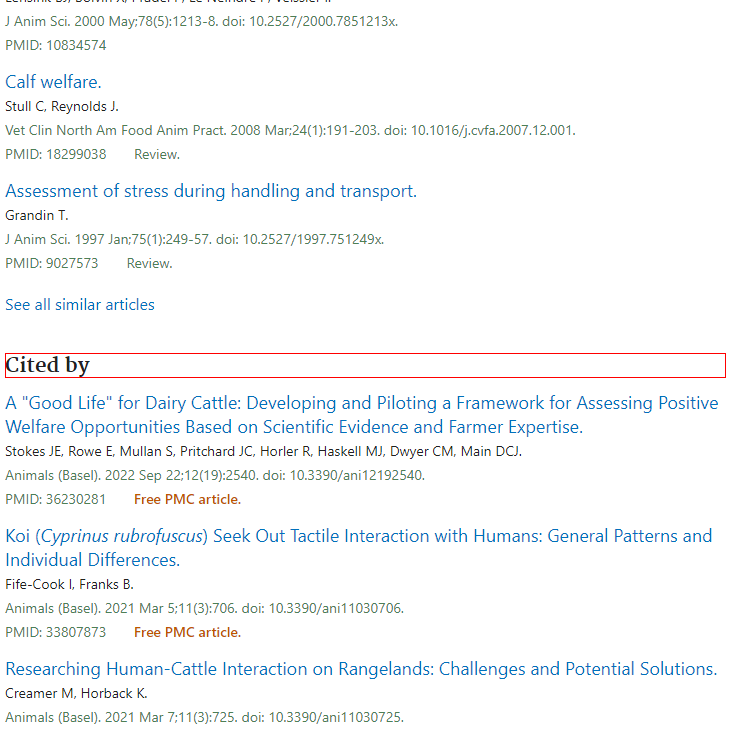 J Anim Sci. 2000 May;78(5):1213-8. doi: 10.2527/2000.7851213x.
PMID: 10834574
Calf welfare.
Stull C, Reynolds J.
Vet Clin North Am Food Anim Pract. 2008 Mar;24(1):191-203. doi: 10.1016/j.cvfa.2007.12.001.
PMID: 18299038 Review.
Assessment of stress during handling and transport.
Grandin T.
J Anim Sci. 1997 Jan;75(1):249-57. doi: 10.2527/1997.751249x.
PMID: 9027573 Review.
See all similar articles
Cited by
A "Good Life" for Dairy Cattle: Developing and Piloting a Framework for Assessing Positive
Welfare Opportunities Based on Scientific Evidence and Farmer Expertise.
Stokes JE, Rowe E, Mullan S, Pritchard JC, Horler R, Haskell MJ, Dwyer CM, Main DCJ.
Animals (Basel). 2022 Sep 22;12(19):2540. doi: 10.3390/ani12192540.
PMID: 36230281 Free PMC article.
Koi (Cyprinus rubrofuscus) Seek Out Tactile Interaction with Humans: General Patterns and
Individual Differences.
Fife-Cook I, Franks B.
Animals (Basel). 2021 Mar 5;11(3):706. doi: 10.3390/ani11030706.
PMID: 33807873 Free PMC article.
Researching Human-Cattle Interaction on Rangelands: Challenges and Potential Solutions.
Creamer M, Horback K.
Animals (Basel). 2021 Mar 7;11(3):725. doi: 10.3390/ani11030725.